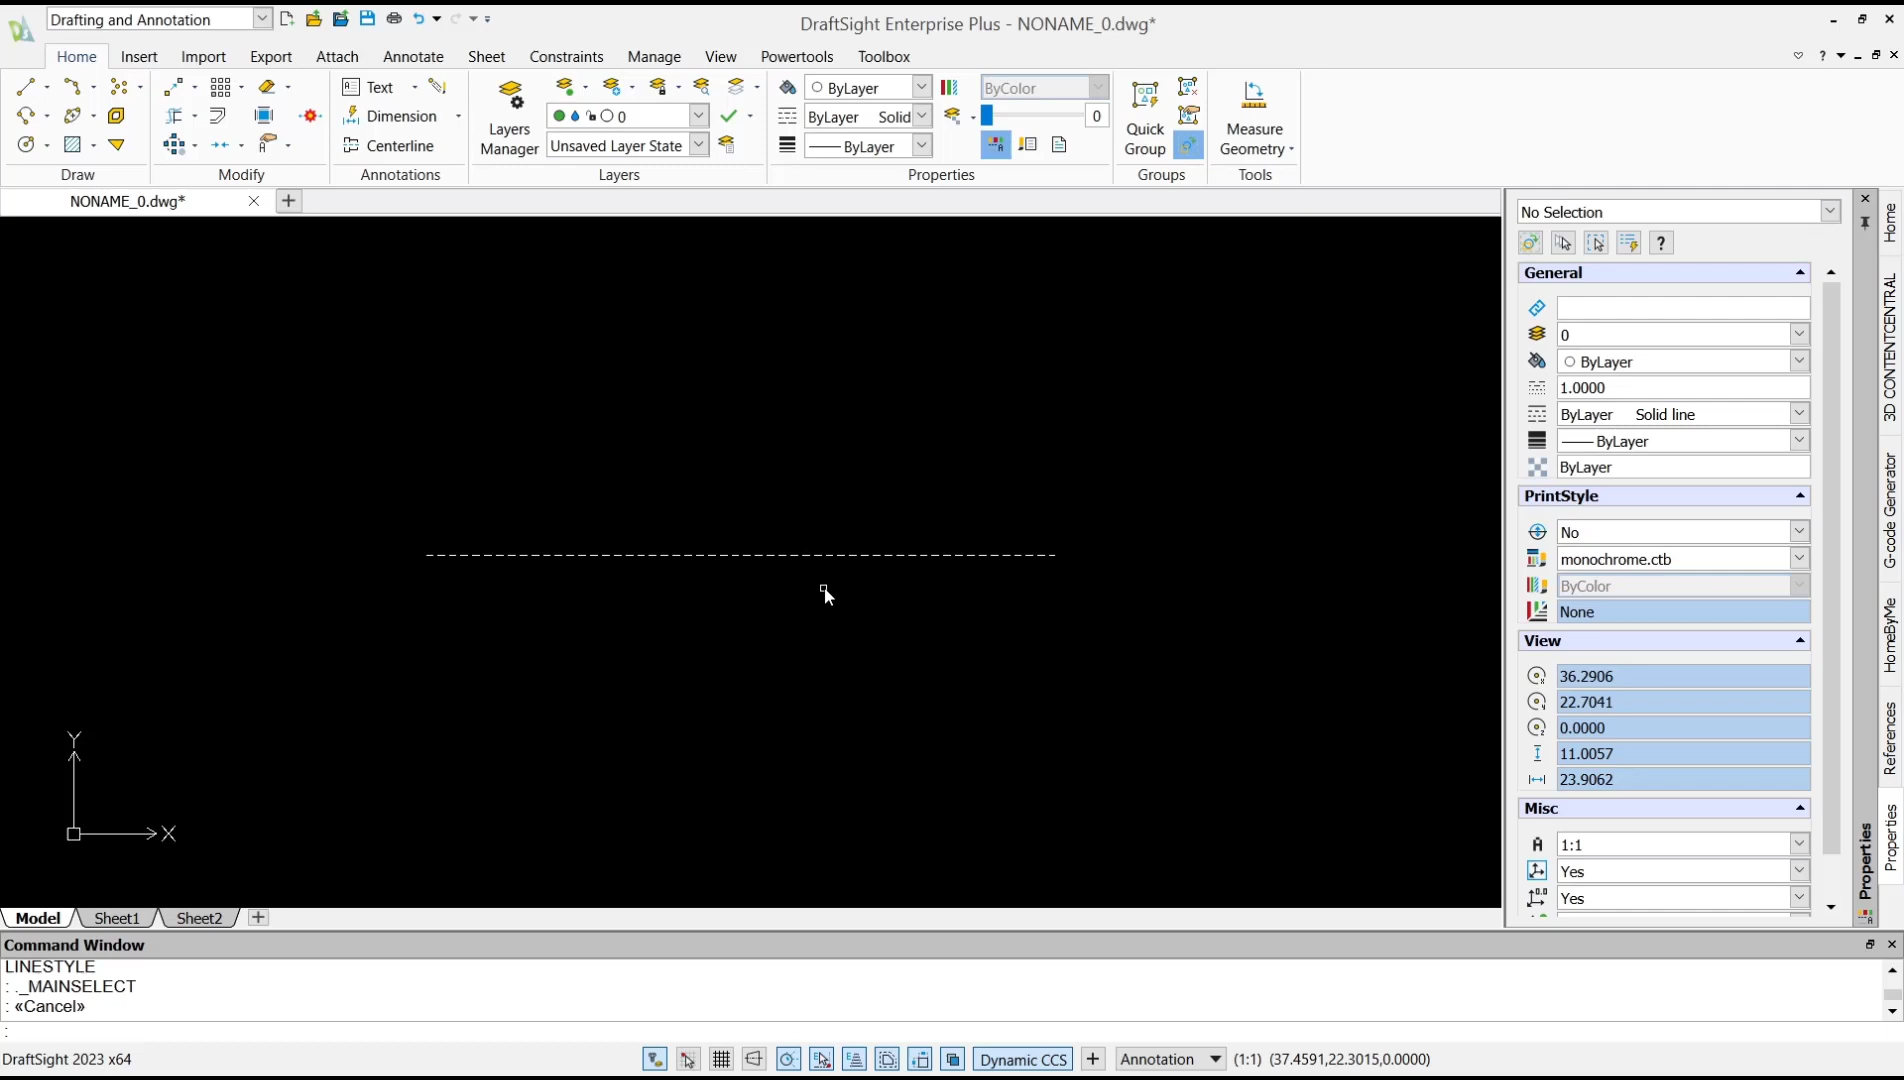 Drafting and Annotation
DraftSight Enterprise Plus - NONAME_0.dwg*
Home Insert Import Export Attach Annotate Sheet Constraints Manage View Powertools Toolbox
Text
Dimension
Centerline
Layers
Manager
0
Unsaved Layer State
ByLayer
ByLayer Solid
ByLayer
ByColor
0
Quick
Group
Measure
Geometry
Draw Modify Annotations Layers Properties Groups Tools
NONAME_0.dwg*
No Selection
?
General
0
ByLayer
1.0000
ByLayer Solid line
ByLayer
ByLayer
PrintStyle
No
monochrome.ctb
ByColor
None
View
36.2906
22.7041
0.0000
11.0057
23.9062
Misc
1:1
Yes
Yes
Properties
Home
3D CONTENTCENTRAL
G-code Generator
HomeByMe
References
Properties
Y
X
Model Sheet1 Sheet2
Command Window
LINESTYLE
: ._MAINSELECT
: «Cancel»
:
DraftSight 2023 x64
Dynamic CCS
Annotation
(1:1) (37.4591,22.3015,0.0000)